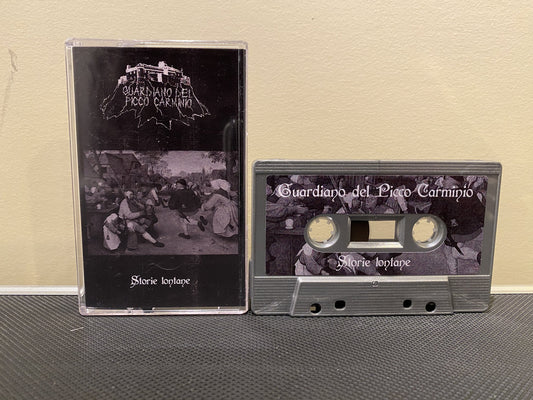 GUARDIANO DEL
PICCO CARMINIO
Storie lontane
Guardiano del Picco Carminio
Storie lontane